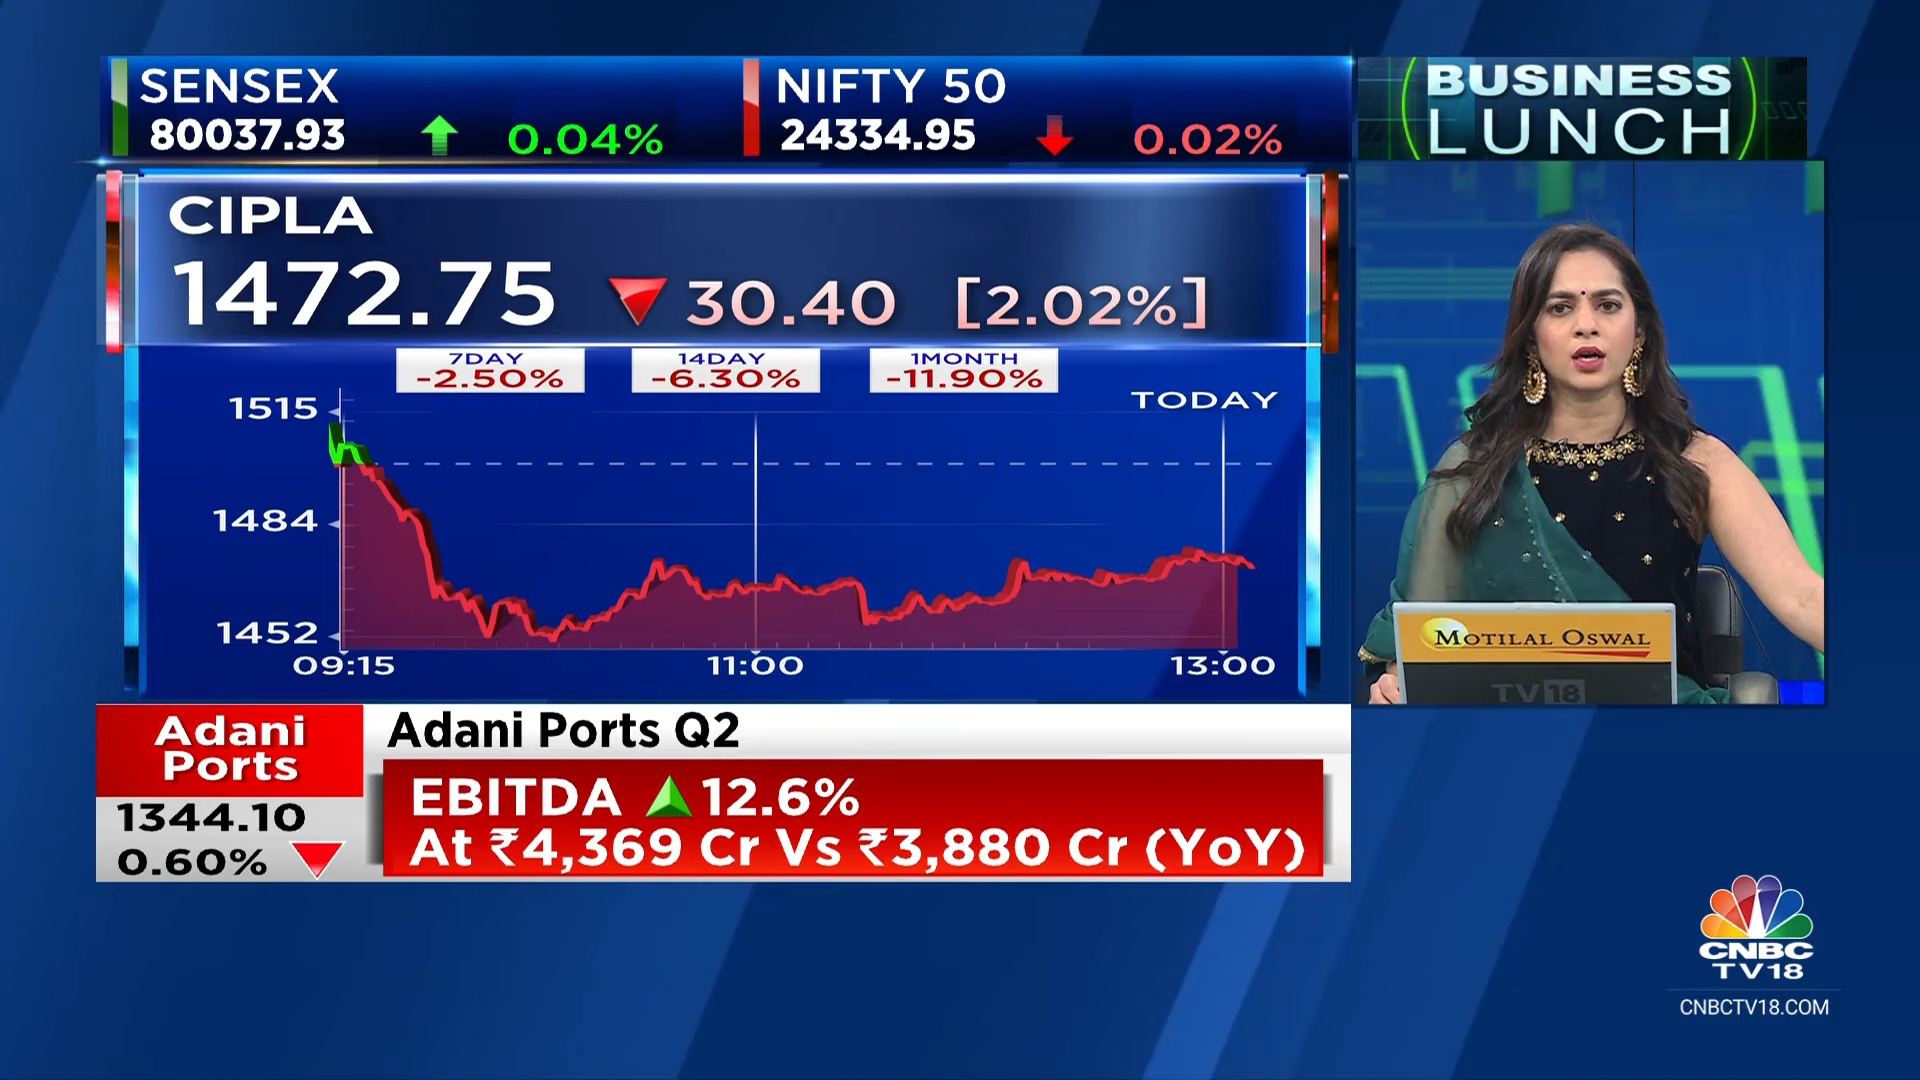 SENSEX
80037.93 0.04%
NIFTY 50
24334.95 0.02%
BUSINESS
LUNCH
CIPLA
1472.75 30.40 [2.02%]
7DAY
-2.50%
14DAY
-6.30%
1MONTH
-11.90%
TODAY
1515
1484
1452
09:15 11:00 13:00
MOTILAL OSWAL
TV18
Adani
Ports
1344.10
0.60%
Adani Ports Q2
EBITDA 12.6%
At ₹4,369 Cr Vs ₹3,880 Cr (YoY)
CNBC
TV18
CNBCTV18.COM